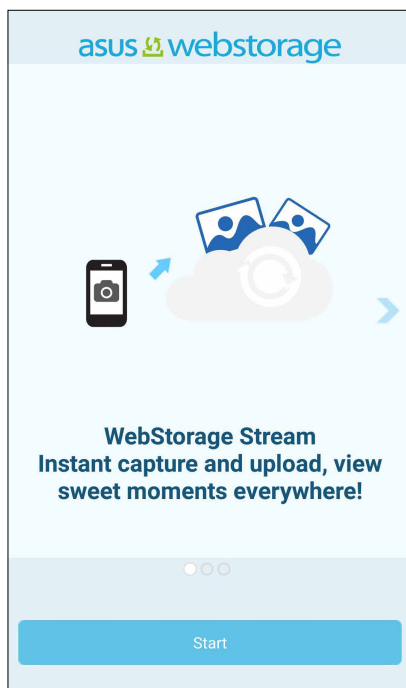 asus webstorage
WebStorage Stream
Instant capture and upload, view
sweet moments everywhere!
Start